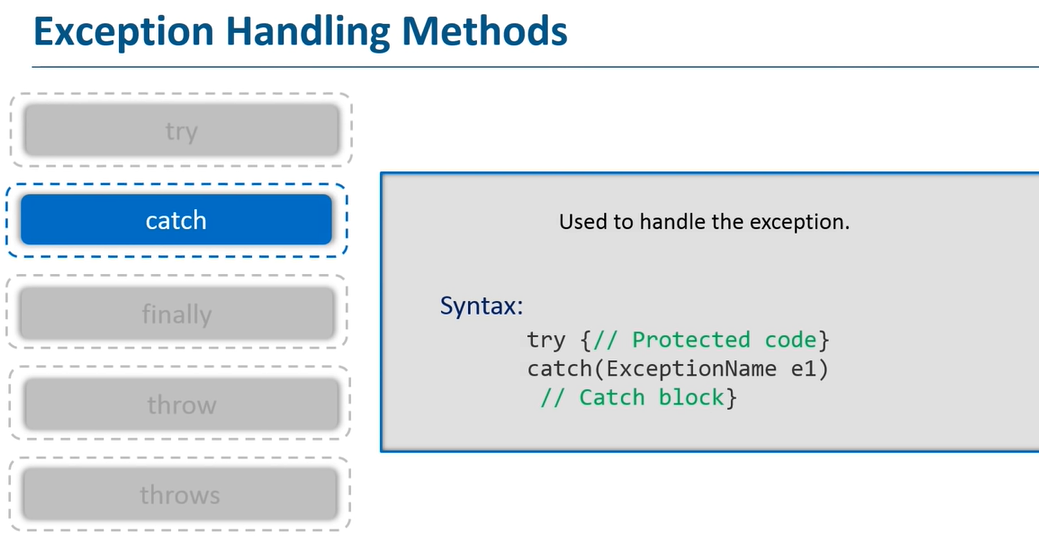 Exception Handling Methods
try
catch
finally
throw
throws
Used to handle the exception.
Syntax:
try {// Protected code}
catch(ExceptionName e1)
// Catch block}